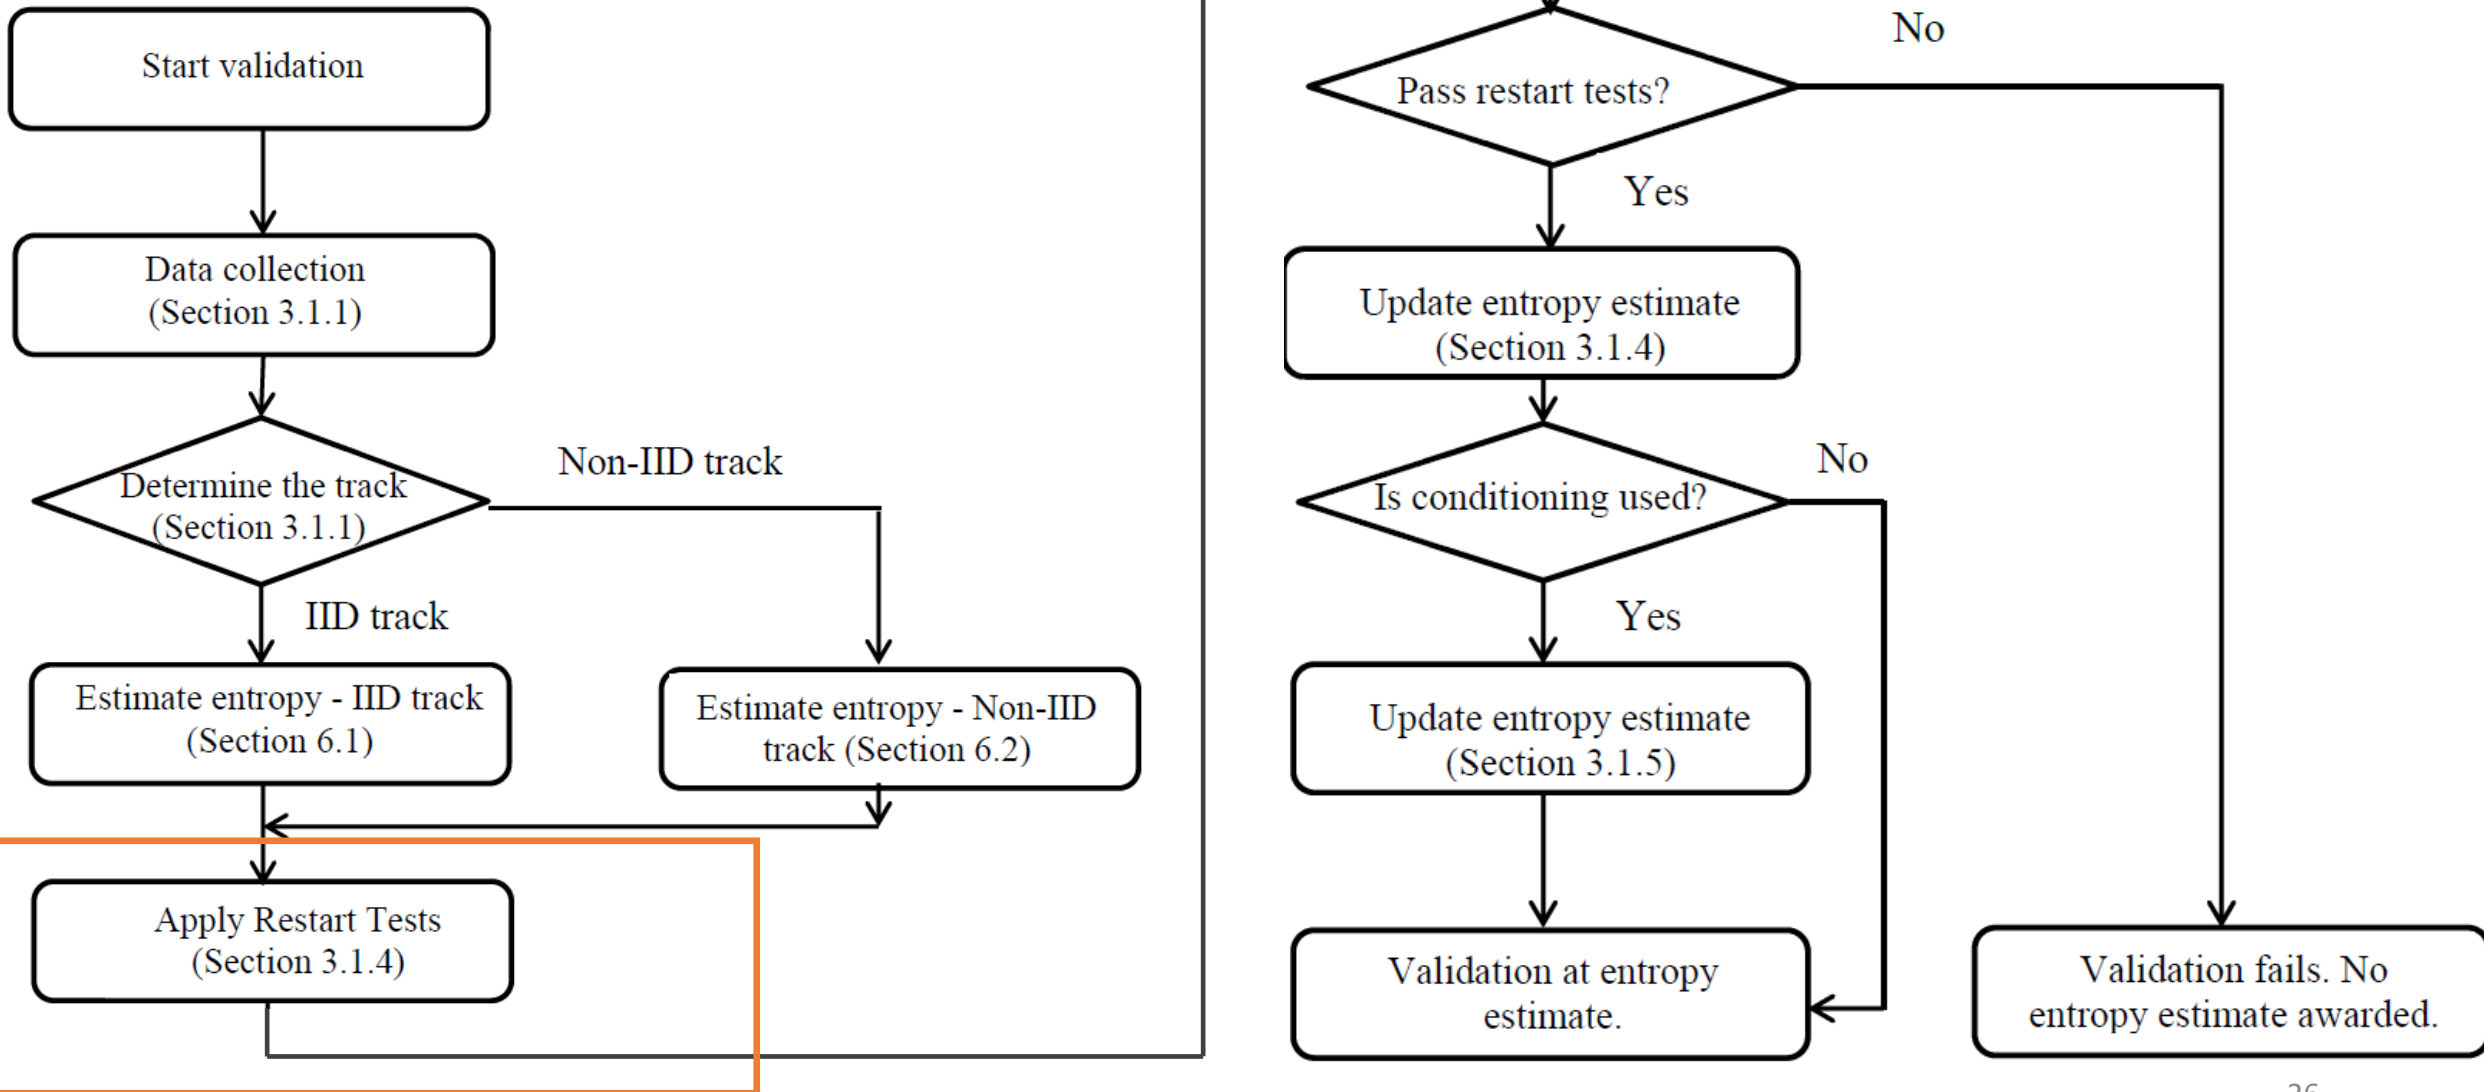 Start validation
Data collection
(Section 3.1.1)
Determine the track
(Section 3.1.1)
Non-IID track
IID track
Estimate entropy - IID track
(Section 6.1)
Estimate entropy - Non-IID
track (Section 6.2)
Apply Restart Tests
(Section 3.1.4)
Pass restart tests?
No
Yes
Update entropy estimate
(Section 3.1.4)
Is conditioning used?
No
Yes
Update entropy estimate
(Section 3.1.5)
Validation at entropy
estimate.
Validation fails. No
entropy estimate awarded.